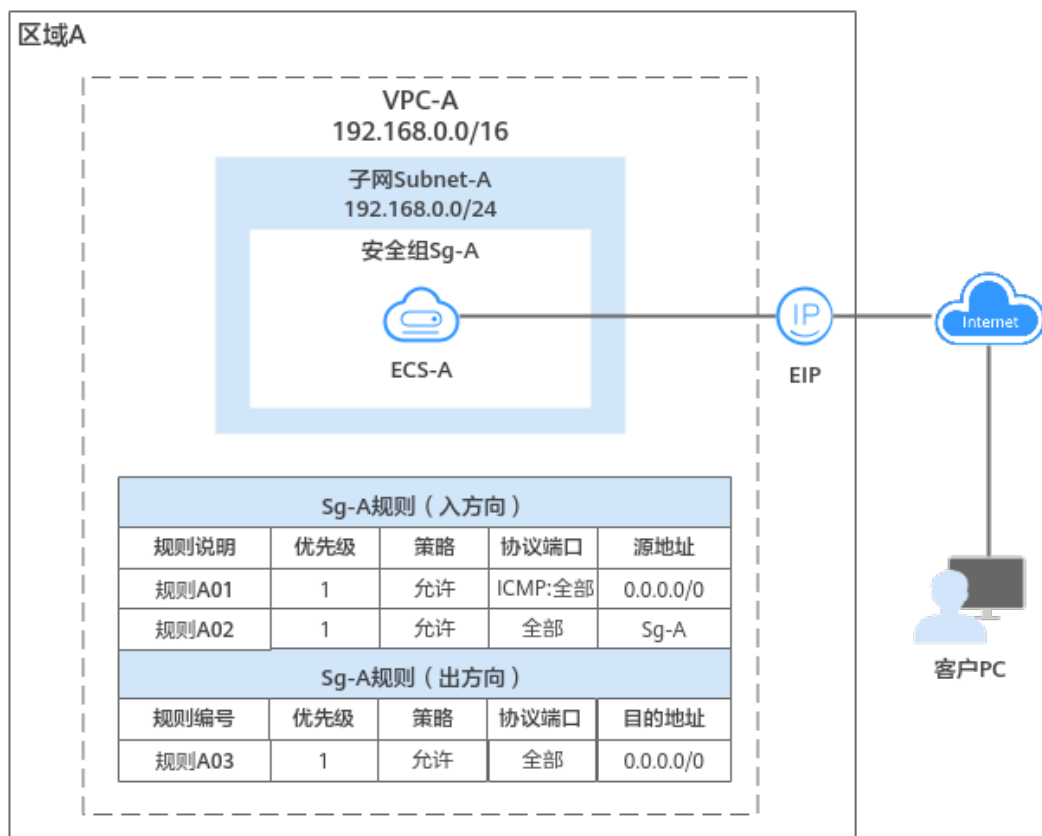 区域A
VPC-A
192.168.0.0/16
子网Subnet-A
192.168.0.0/24
安全组Sg-A
ECS-A
IP
EIP
Internet
客户PC
Sg-A规则（入方向）
规则说明 优先级 策略 协议端口 源地址
规则A01 1 允许 ICMP:全部 0.0.0.0/0
规则A02 1 允许 全部 Sg-A
Sg-A规则（出方向）
规则编号 优先级 策略 协议端口 目的地址
规则A03 1 允许 全部 0.0.0.0/0